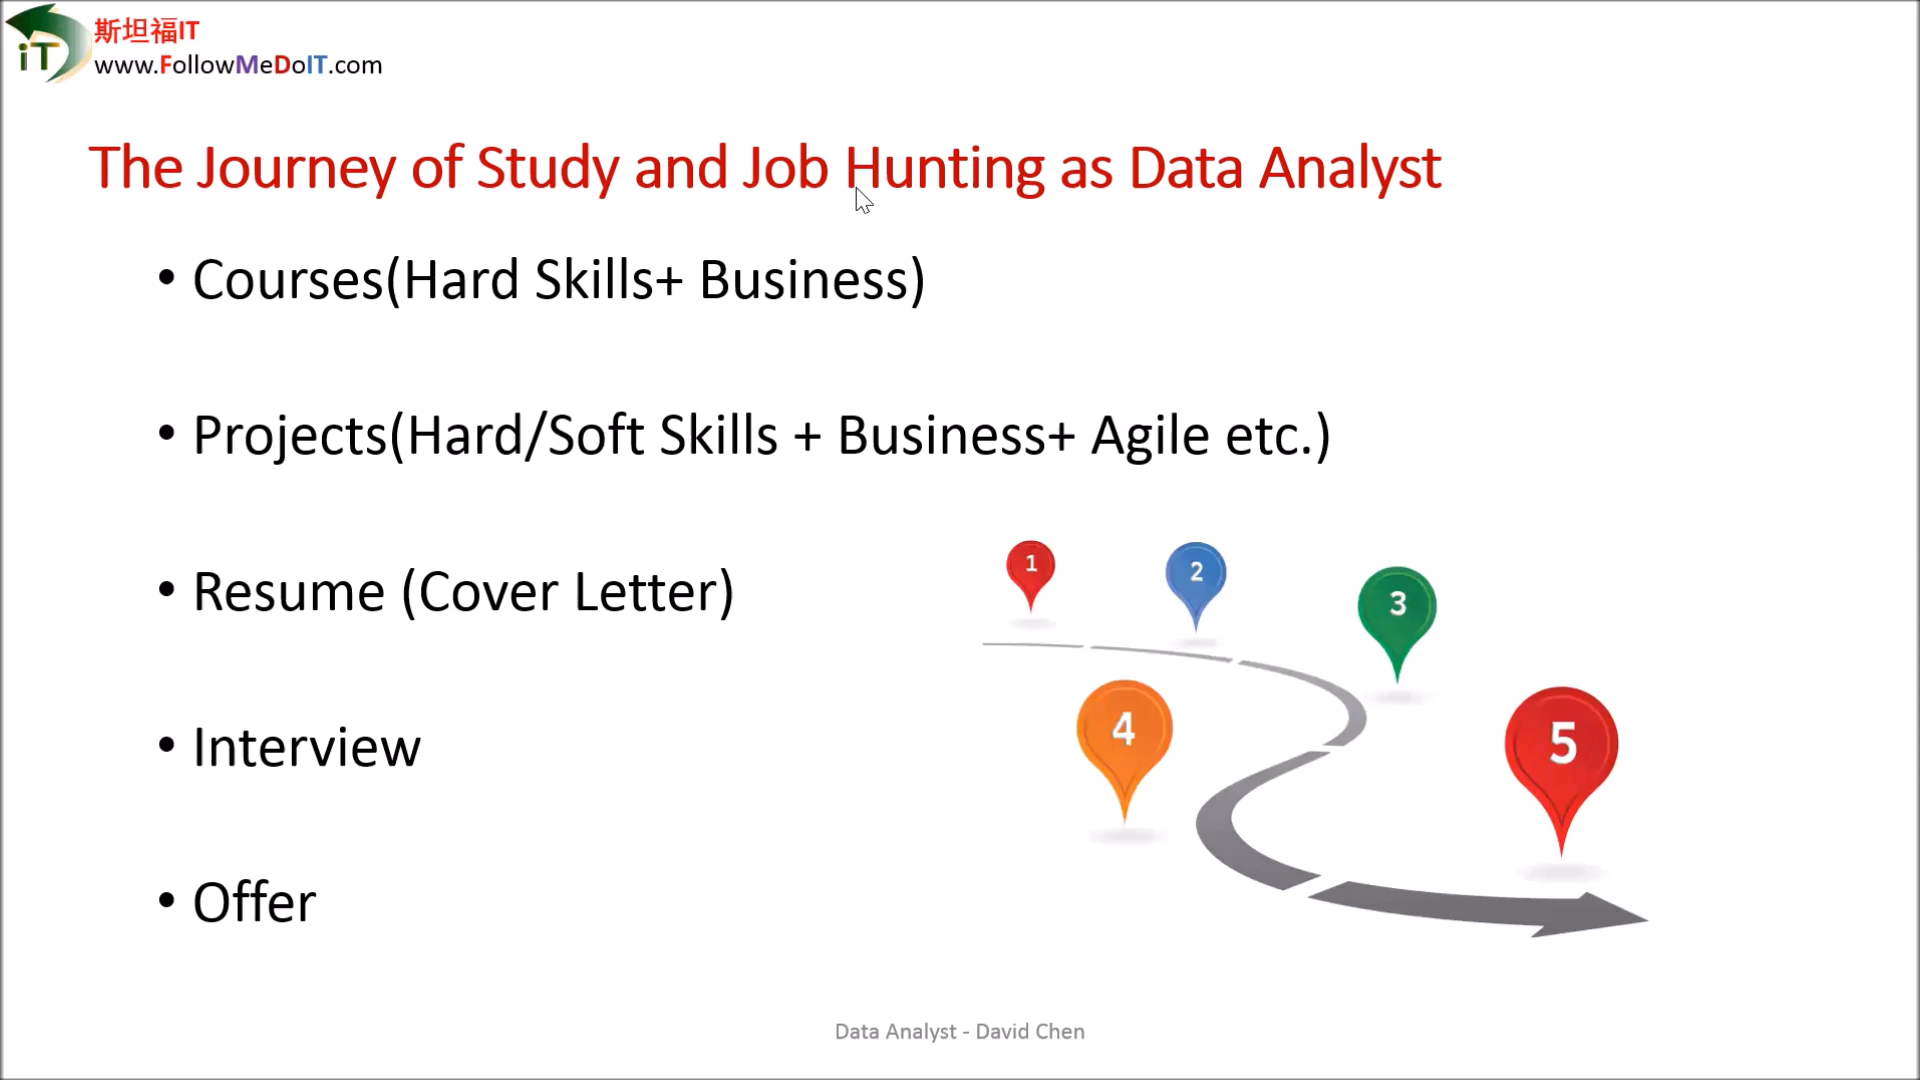 斯坦福IT
iT
www.FollowMeDoIT.com
The Journey of Study and Job Hunting as Data Analyst
• Courses(Hard Skills+ Business)
• Projects(Hard/Soft Skills + Business+ Agile etc.)
• Resume (Cover Letter)
• Interview
• Offer
1
2
3
4
5
Data Analyst - David Chen